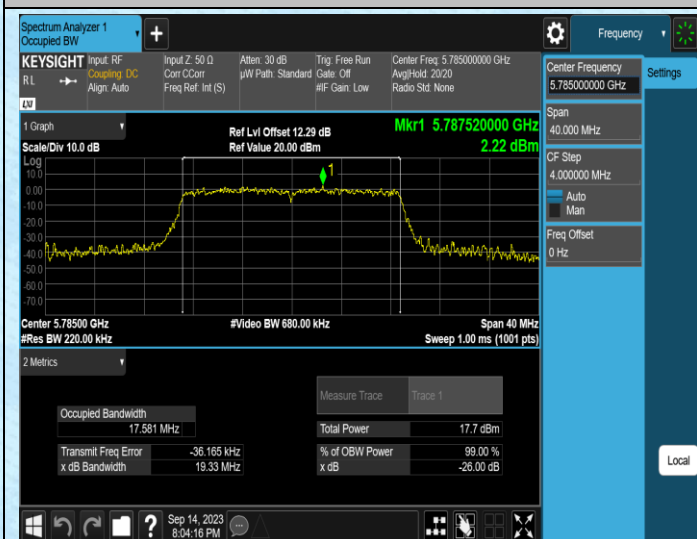 Spectrum Analyzer 1
Occupied BW
Frequency
KEYSIGHT
R L
LXI
Input: RF
Coupling: DC
Align: Auto
Input Z: 50 Ω
Corr CCorr
Freq Ref: Int (S)
Atten: 30 dB
µW Path: Standard
Trig: Free Run
Gate: Off
#IF Gain: Low
Center Freq: 5.785000000 GHz
Avg|Hold: 20/20
Radio Std: None
Center Frequency
5.785000000 GHz
Settings
Span
40.000 MHz
CF Step
4.000000 MHz
Auto
Man
Freq Offset
0 Hz
Local
1 Graph
Scale/Div 10.0 dB
Ref Lvl Offset 12.29 dB
Ref Value 20.00 dBm
Mkr1 5.787520000 GHz
2.22 dBm
Log
10.0
0.00
-10.0
-20.0
-30.0
-40.0
-50.0
-60.0
-70.0
1
Center 5.78500 GHz
#Res BW 220.00 kHz
#Video BW 680.00 kHz
Span 40 MHz
Sweep 1.00 ms (1001 pts)
2 Metrics
Measure Trace Trace 1
Occupied Bandwidth
17.581 MHz
Total Power 17.7 dBm
Transmit Freq Error -36.165 kHz
% of OBW Power 99.00 %
x dB Bandwidth 19.33 MHz
x dB -26.00 dB
?
Sep 14, 2023
8:04:16 PM